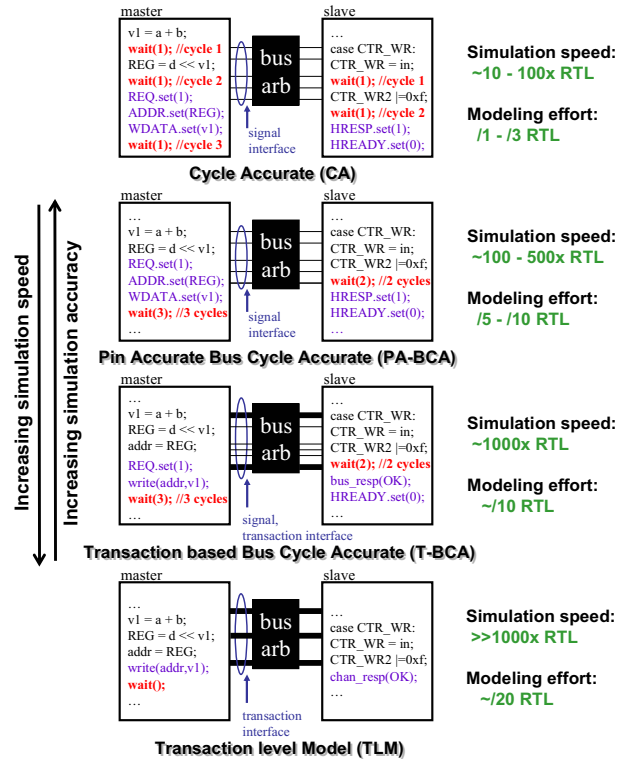 master
v1 = a + b;
wait(1); //cycle 1
REG = d << v1;
wait(1); //cycle 2
REQ.set(1);
ADDR.set(REG);
WDATA.set(v1);
wait(1); //cycle 3
bus
arb
signal
interface
slave
…
case CTR_WR:
CTR_WR = in;
wait(1); //cycle 1
CTR_WR2 |=0xf;
wait(1); //cycle 2
HRESP.set(1);
HREADY.set(0);
Simulation speed:
~10 - 100x RTL
Modeling effort:
/1 - /3 RTL
Cycle Accurate (CA)
Increasing simulation speed
Increasing simulation accuracy
master
…
v1 = a + b;
REG = d << v1;
REQ.set(1);
ADDR.set(REG);
WDATA.set(v1);
wait(3); //3 cycles
…
bus
arb
signal
interface
slave
…
case CTR_WR:
CTR_WR = in;
CTR_WR2 |=0xf;
wait(2); //2 cycles
HRESP.set(1);
HREADY.set(0);
…
Simulation speed:
~100 - 500x RTL
Modeling effort:
/5 - /10 RTL
Pin Accurate Bus Cycle Accurate (PA-BCA)
master
…
v1 = a + b;
REG = d << v1;
addr = REG;
REQ.set(1);
write(addr,v1);
wait(3); //3 cycles
…
bus
arb
signal,
transaction interface
slave
…
case CTR_WR:
CTR_WR = in;
CTR_WR2 |=0xf;
wait(2); //2 cycles
bus_resp(OK);
HREADY.set(0);
…
Simulation speed:
~1000x RTL
Modeling effort:
~/10 RTL
Transaction based Bus Cycle Accurate (T-BCA)
master
…
v1 = a + b;
REG = d << v1;
addr = REG;
write(addr,v1);
wait();
…
bus
arb
transaction
interface
slave
…
case CTR_WR:
CTR_WR = in;
CTR_WR2 |=0xf;
chan_resp(OK);
…
Simulation speed:
>>1000x RTL
Modeling effort:
~/20 RTL
Transaction level Model (TLM)